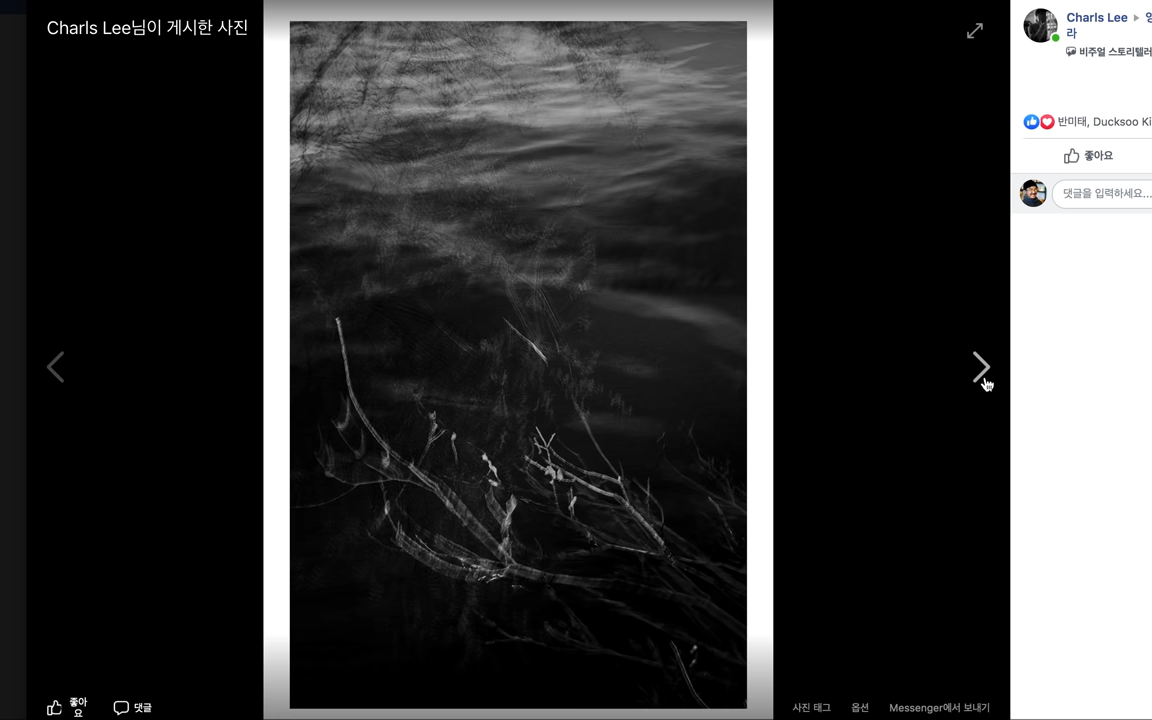 Charls Lee님이 게시한 사진
Charls Lee
라
비주얼 스토리텔러
반미태, Ducksoo Ki
좋아요
댓글을 입력하세요...
좋아
요
댓글
사진 태그
옵션
Messenger에서 보내기